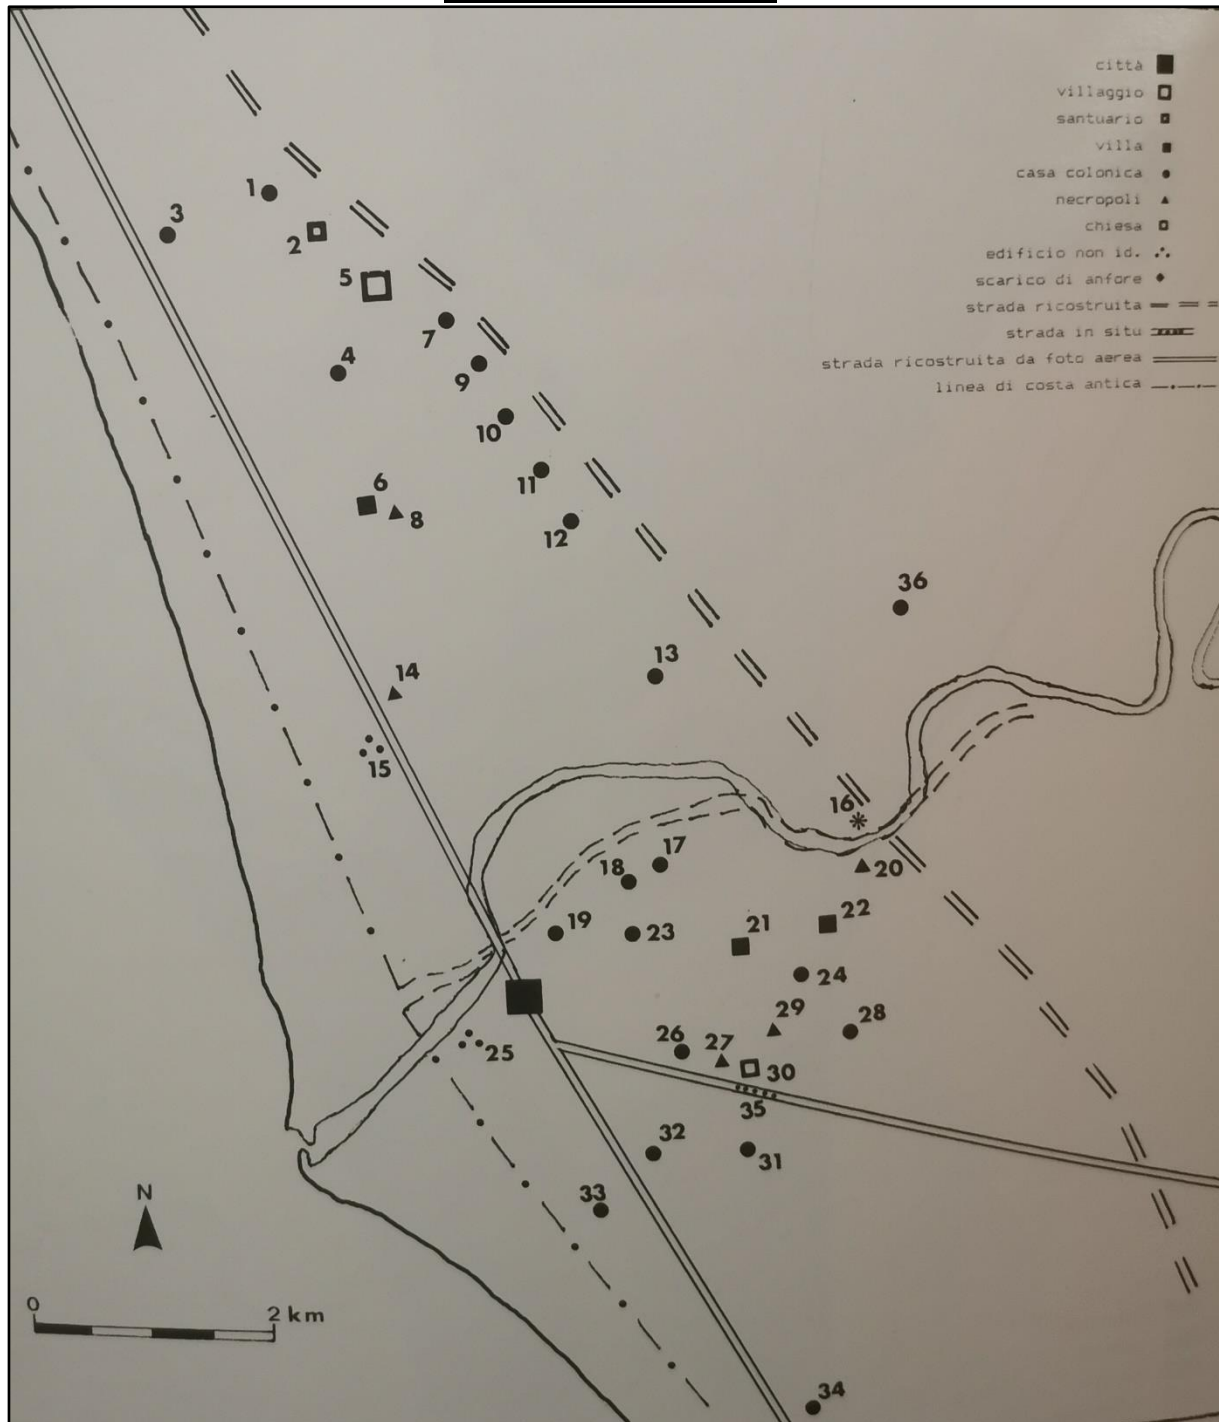 città
villaggio
santuario
villa
casa colonica
necropoli
chiesa
edificio non id.
scarico di anfore
strada ricostruita
strada in situ
strada ricostruita da foto aerea
linea di costa antica
1
3
2
5
7
4
9
10
6
11
8
12
36
13
14
15
16
17
18
20
22
19
23
21
24
29
28
26
27
25
30
35
32
31
N
33
0
2 km
34